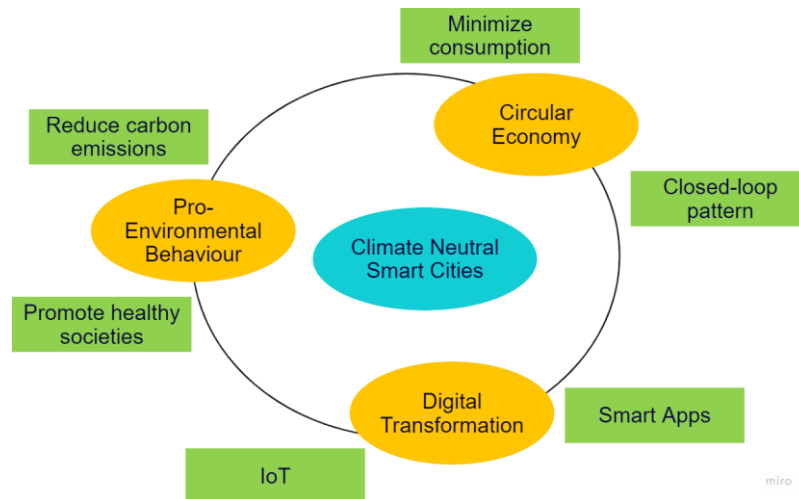 Minimize
consumption
Circular
Economy
Reduce carbon
emissions
Closed-loop
pattern
Pro-
Environmental
Behaviour
Climate Neutral
Smart Cities
Promote healthy
societies
Digital
Transformation
Smart Apps
IoT
miro